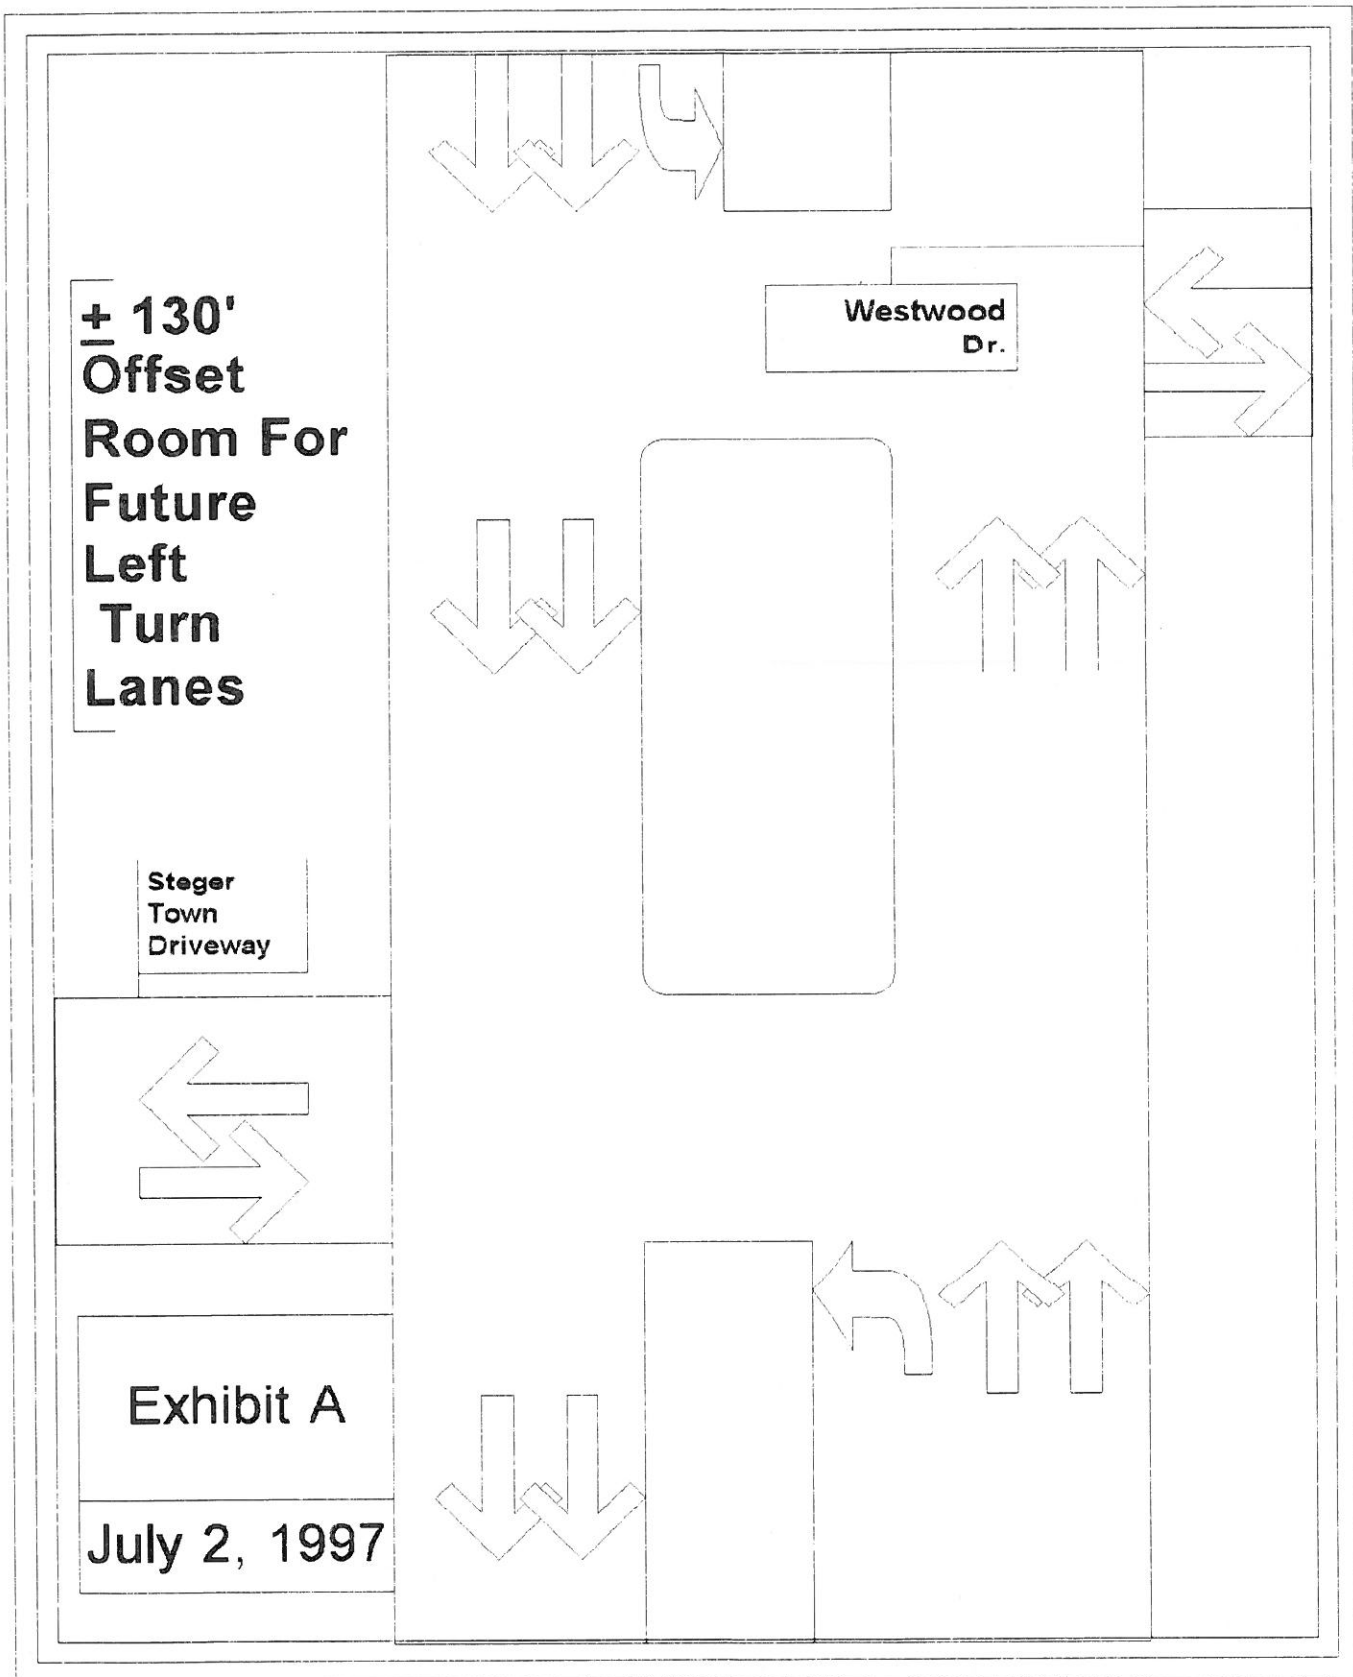 ± 130'
Offset
Room For
Future
Left
Turn
Lanes
Westwood
Dr.
Steger
Town
Driveway
Exhibit A
July 2, 1997